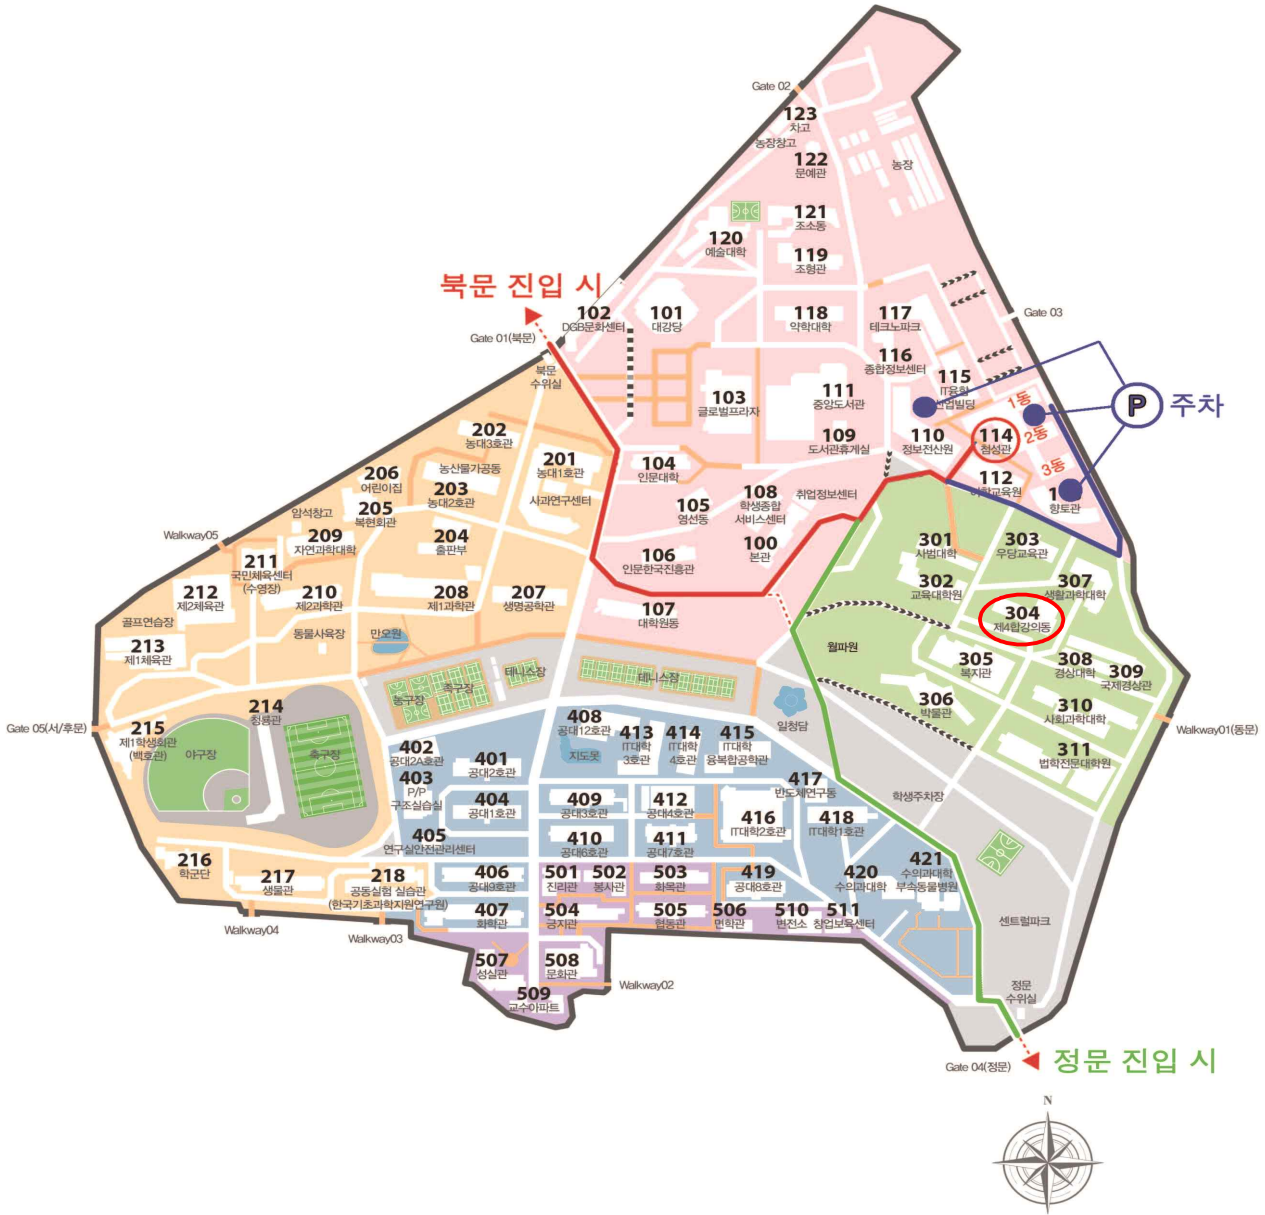 Gate 02
123
차고
농장창고
122
문예관
농장
121
조소동
120
예술대학
119
조형관
북문 진입 시
102
DGB문화센터
101
대강당
118
약학대학
117
테크노파크
Gate 03
Gate 01(북문)
116
종합정보센터
북문
수위실
115
IT융합
산업빌딩
103
글로벌프라자
111
중앙도서관
1동
P 주차
202
농대3호관
109
도서관휴게실
110
정보전산원
114
첨성관
2동
201
농대1호관
104
인문대학
3동
206
어린이집
농산물가공동
203
농대2호관
사과연구센터
105
영선동
108
학생종합
서비스센터
취업정보센터
112
어학교육원
향토관
암석창고
205
복현회관
Walkway05
209
자연과학대학
204
출판부
100
본관
301
사범대학
303
우당교육관
211
국민체육센터
(수영장)
106
인문한국진흥관
212
제2체육관
210
제2과학관
208
제1과학관
207
생명공학관
302
교육대학원
307
생활과학대학
107
대학원동
304
제4합강의동
골프연습장
동물사육장
만오원
213
제1체육관
월파원
305
복지관
308
경상대학
309
국제경상관
테니스장
테니스장
족구장
농구장
306
박물관
310
사회과학대학
Gate 05(서/후문)
215
제1학생회관
(백호관)
214
청룡관
408
공대12호관
413
IT대학
3호관
414
IT대학
4호관
415
IT대학
융복합공학관
일청담
Walkway01(동문)
야구장
축구장
402
공대2A호관
401
공대2호관
지도못
311
법학전문대학원
403
P/P
구조실습실
417
반도체연구동
학생주차장
404
공대1호관
409
공대3호관
412
공대4호관
416
IT대학2호관
418
IT대학1호관
405
연구실안전관리센터
410
공대6호관
411
공대7호관
216
학군단
217
생물관
218
공동실험 실습관
(한국기초과학지원연구원)
406
공대9호관
501
진리관
502
봉사관
503
화목관
419
공대8호관
420
수의과대학
421
수의과대학
부속동물병원
407
화학관
504
긍지관
505
협동관
506
면학관
510
변전소
511
창업보육센터
센트럴파크
Walkway04
Walkway03
507
성실관
508
문화관
Walkway02
정문
수위실
509
교수아파트
Gate 04(정문)
정문 진입 시
N